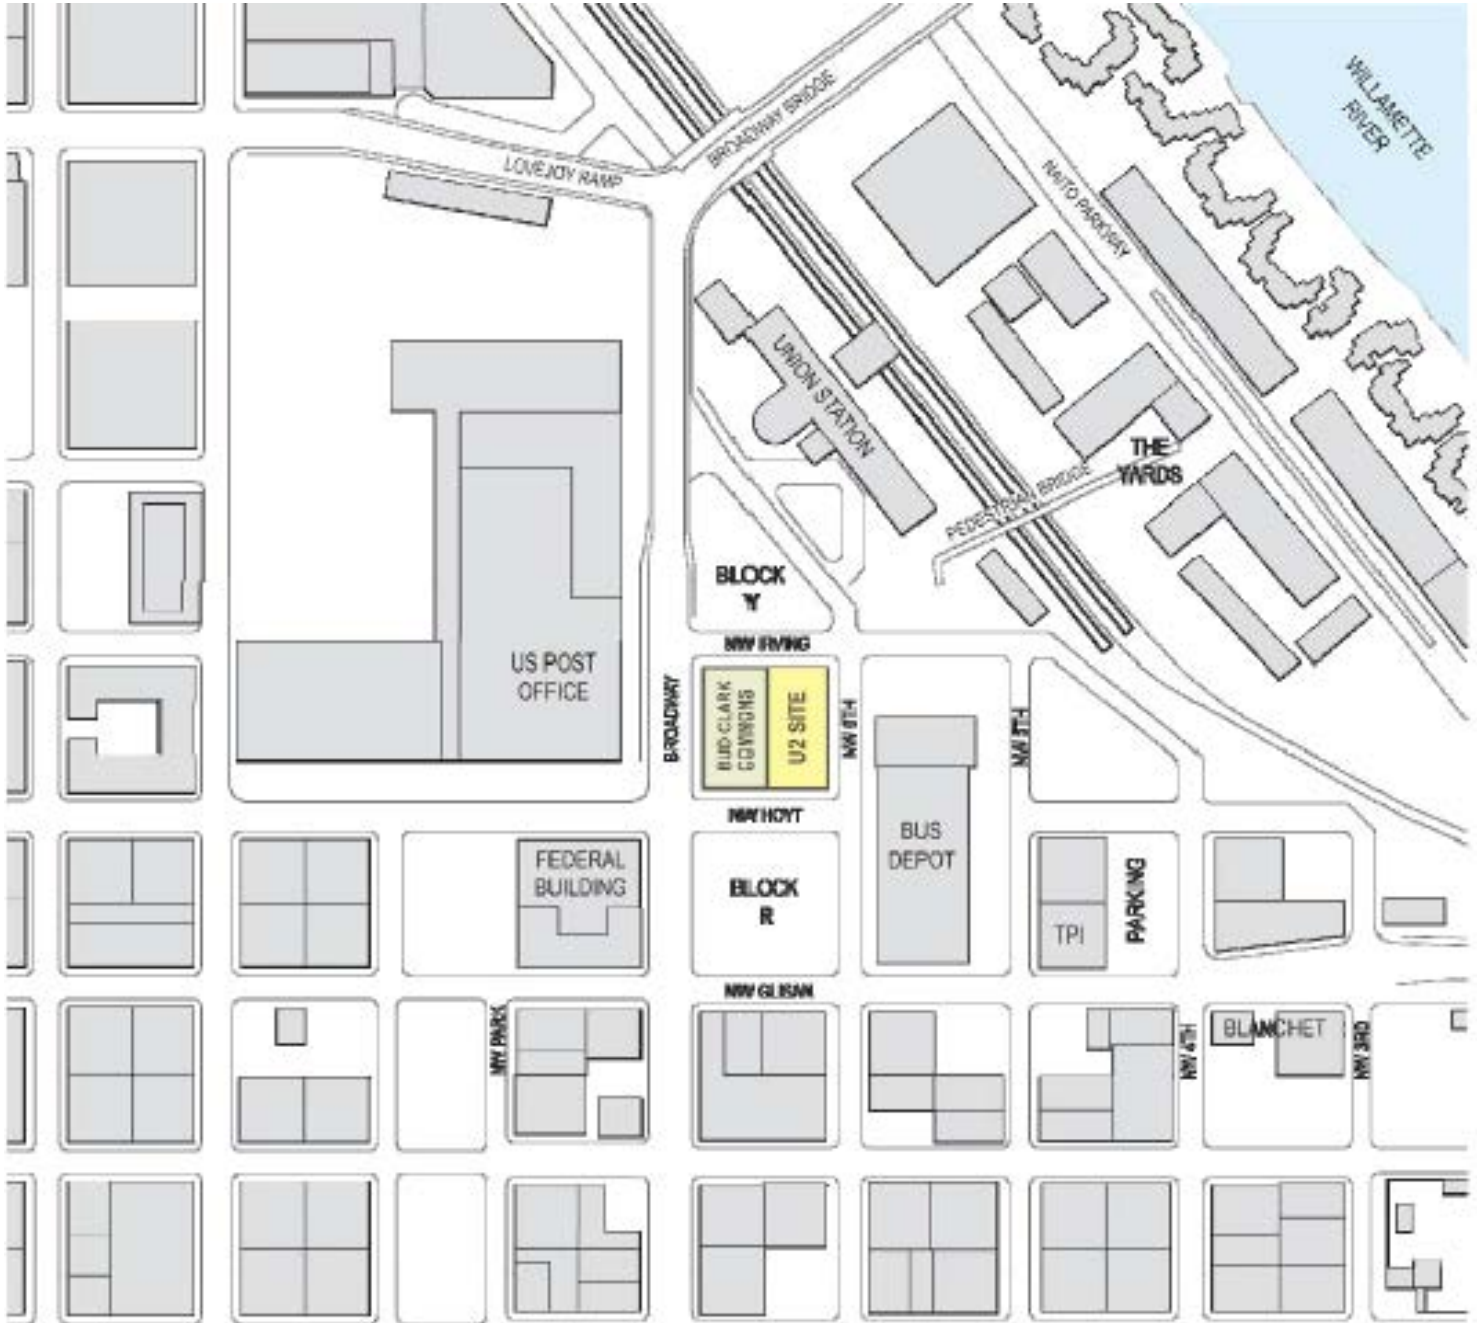 WILLAMETTE
RIVER
BROADWAY BRIDGE
LOVEJOY RAMP
NAITO PARKWAY
UNION STATION
THE
YARDS
PEDESTRIAN BRIDGE
BLOCK
Y
NW IRVING
US POST
OFFICE
BROADWAY
BUD CLARK
COMMONS
U2 SITE
NW 6TH
NW 5TH
NW HOYT
BUS
DEPOT
FEDERAL
BUILDING
BLOCK
R
TPI
PARKING
NW GLISAN
NW PARK
NW 4TH
BLANCHET
NW 3RD